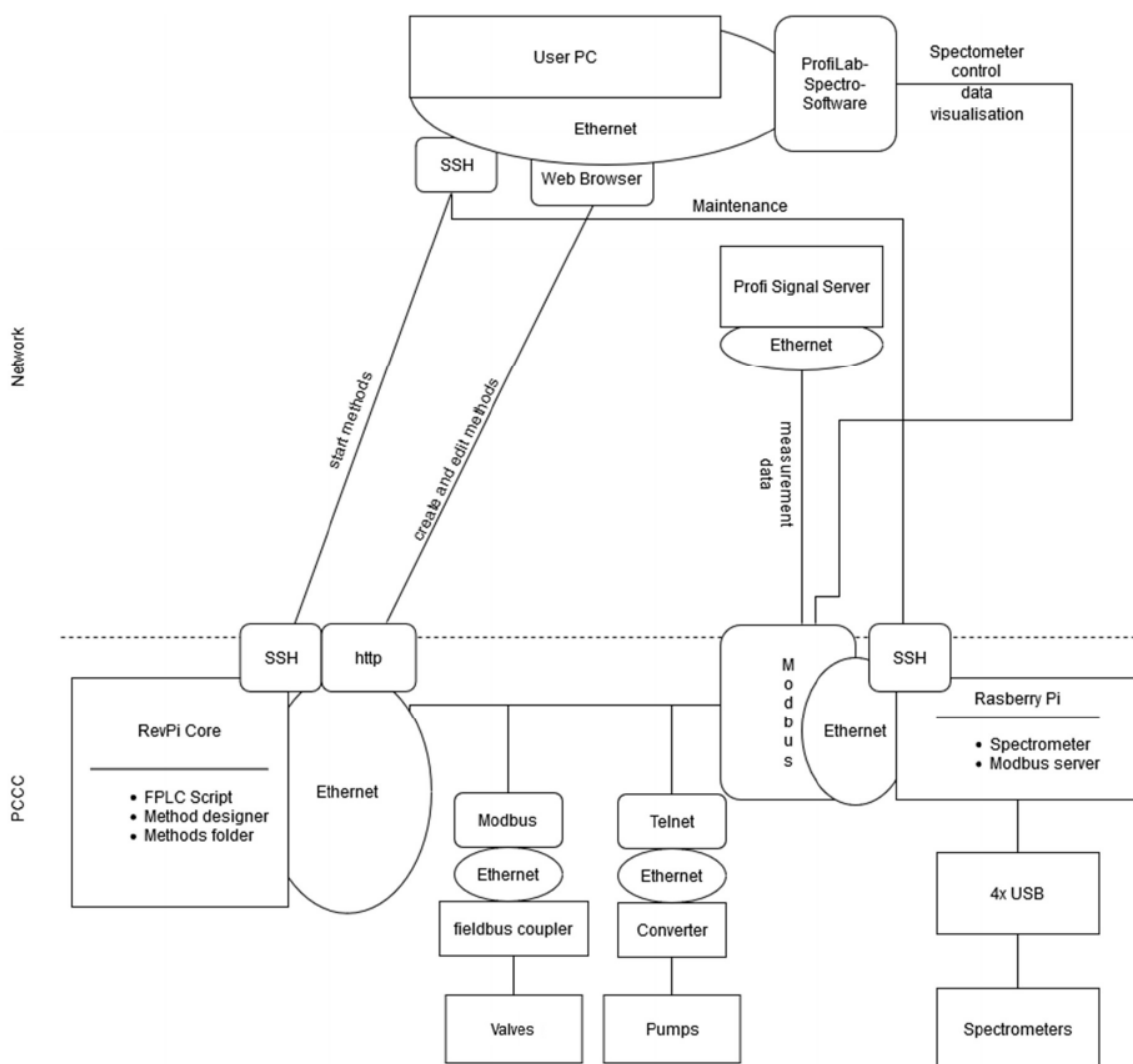 User PC
ProfiLab-
Spectro-
Software
Spectometer
control
data
visualisation
Ethernet
SSH
Web Browser
Maintenance
Profi Signal Server
Ethernet
Network
start methods
create and edit methods
measurement
data
SSH
http
Modbus
SSH
Ethernet
RevPi Core
• FPLC Script
• Method designer
• Methods folder
Ethernet
Rasberry Pi
• Spectrometer
• Modbus server
PCCC
Modbus
Telnet
Ethernet
Ethernet
fieldbus coupler
Converter
4x USB
Valves
Pumps
Spectrometers